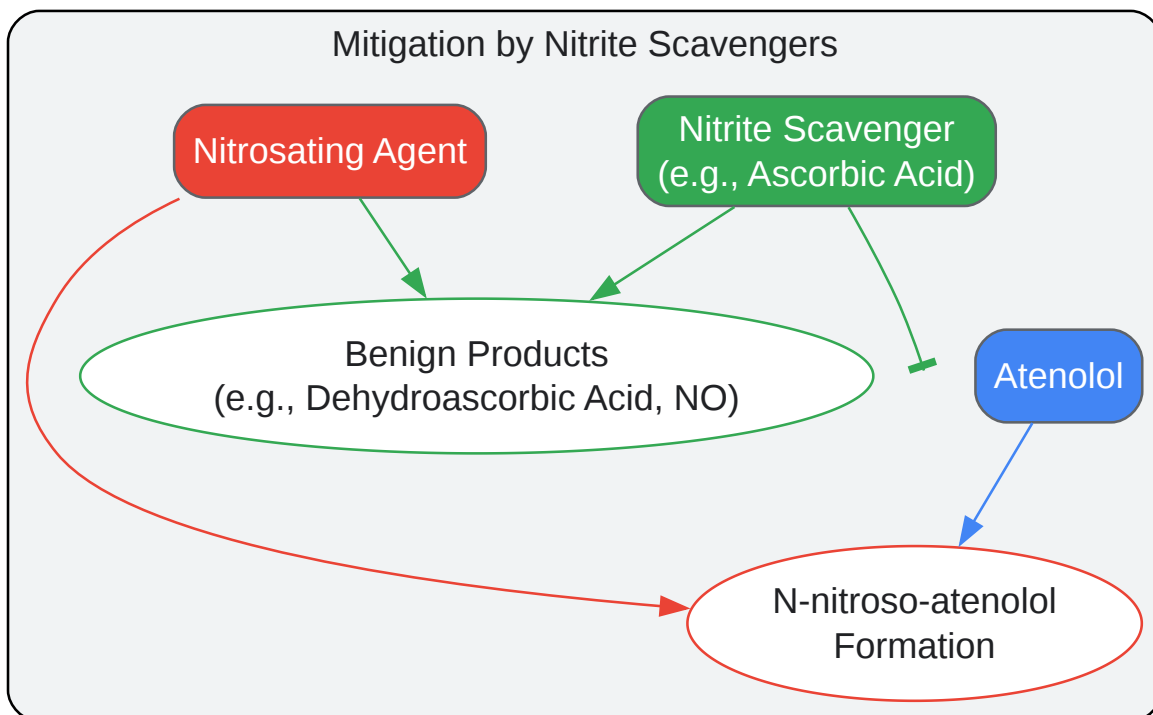 Mitigation by Nitrite Scavengers
Nitrosating Agent
Nitrite Scavenger
(e.g., Ascorbic Acid)
Benign Products
(e.g., Dehydroascorbic Acid, NO)
Atenolol
N-nitroso-atenolol
Formation